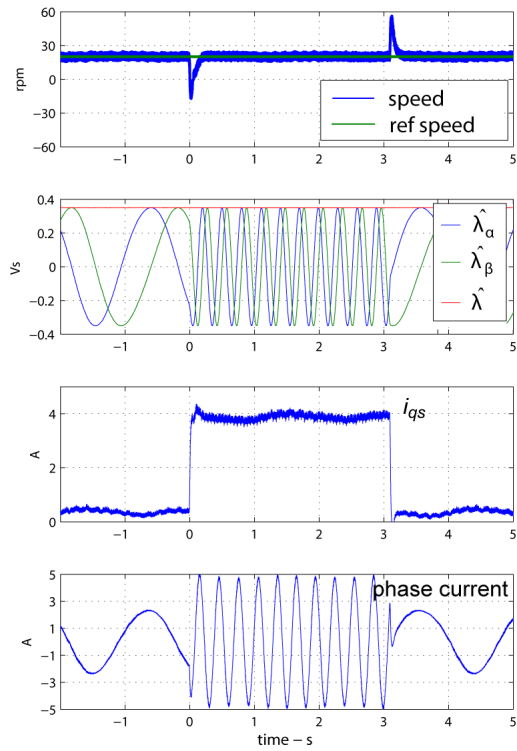 60
30
0
−30
−60
rpm
speed
ref speed
−1 0 1 2 3 4 5
0.4
0.2
0
−0.2
−0.4
Vs
λ̂α
λ̂β
λ̂
−1 0 1 2 3 4 5
4
2
0
A
iqs
−1 0 1 2 3 4 5
5
3
1
−1
−3
−5
A
phase current
−1 0 1 2 3 4 5
time − s